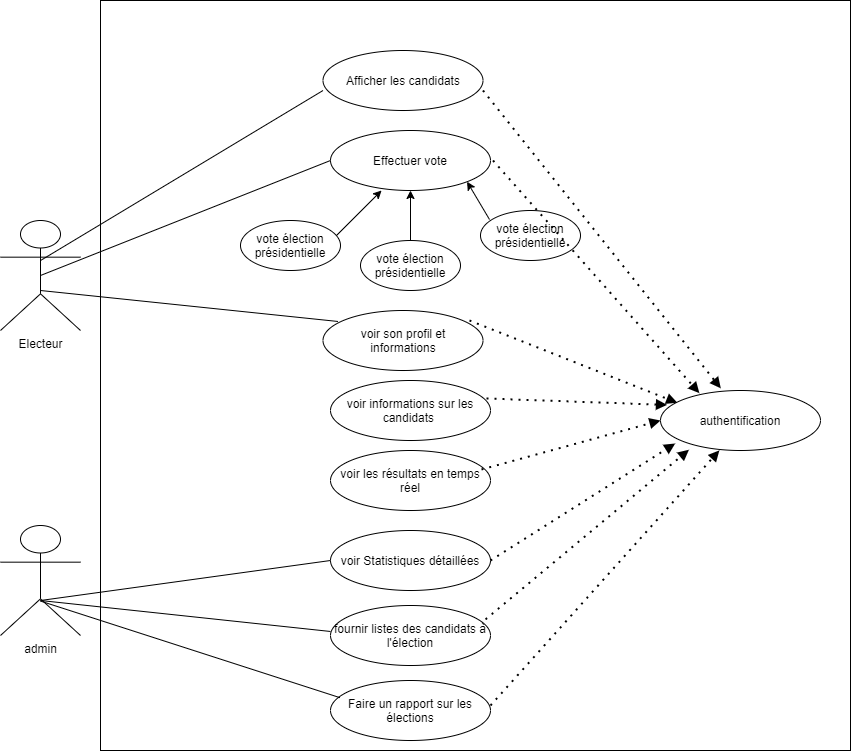 Afficher les candidats
Effectuer vote
vote élection
présidentielle
vote élection
présidentielle
vote élection
présidentielle
Electeur
voir son profil et
informations
voir informations sur les
candidats
authentification
voir les résultats en temps
réel
voir Statistiques détaillées
fournir listes des candidats à
l'élection
admin
Faire un rapport sur les
élections